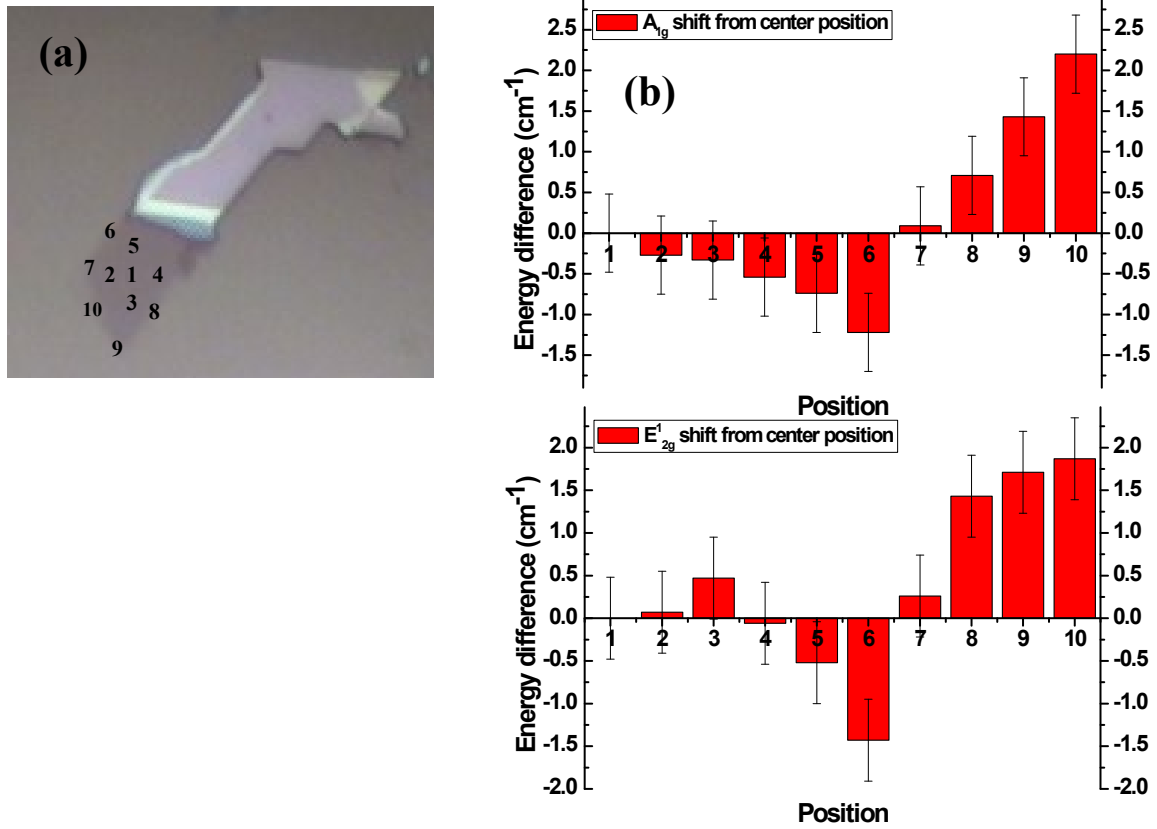 (a)
6
5
7 2 1 4
3
10 8
9
A1g shift from center position
(b)
Energy difference (cm-1)
2.5 2.5
2.0 2.0
1.5 1.5
1.0 1.0
0.5 0.5
0.0 0.0
-0.5 -0.5
-1.0 -1.0
-1.5 -1.5
1 2 3 4 5 6 7 8 9 10
Position
E12g shift from center position
Energy difference (cm-1)
2.0 2.0
1.5 1.5
1.0 1.0
0.5 0.5
0.0 0.0
-0.5 -0.5
-1.0 -1.0
-1.5 -1.5
-2.0 -2.0
1 2 3 4 5 6 7 8 9 10
Position